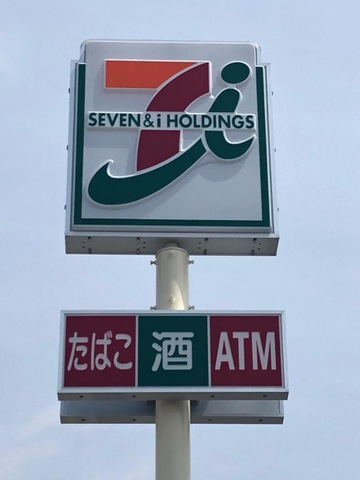 SEVEN & i HOLDINGS
たばこ 酒 ATM